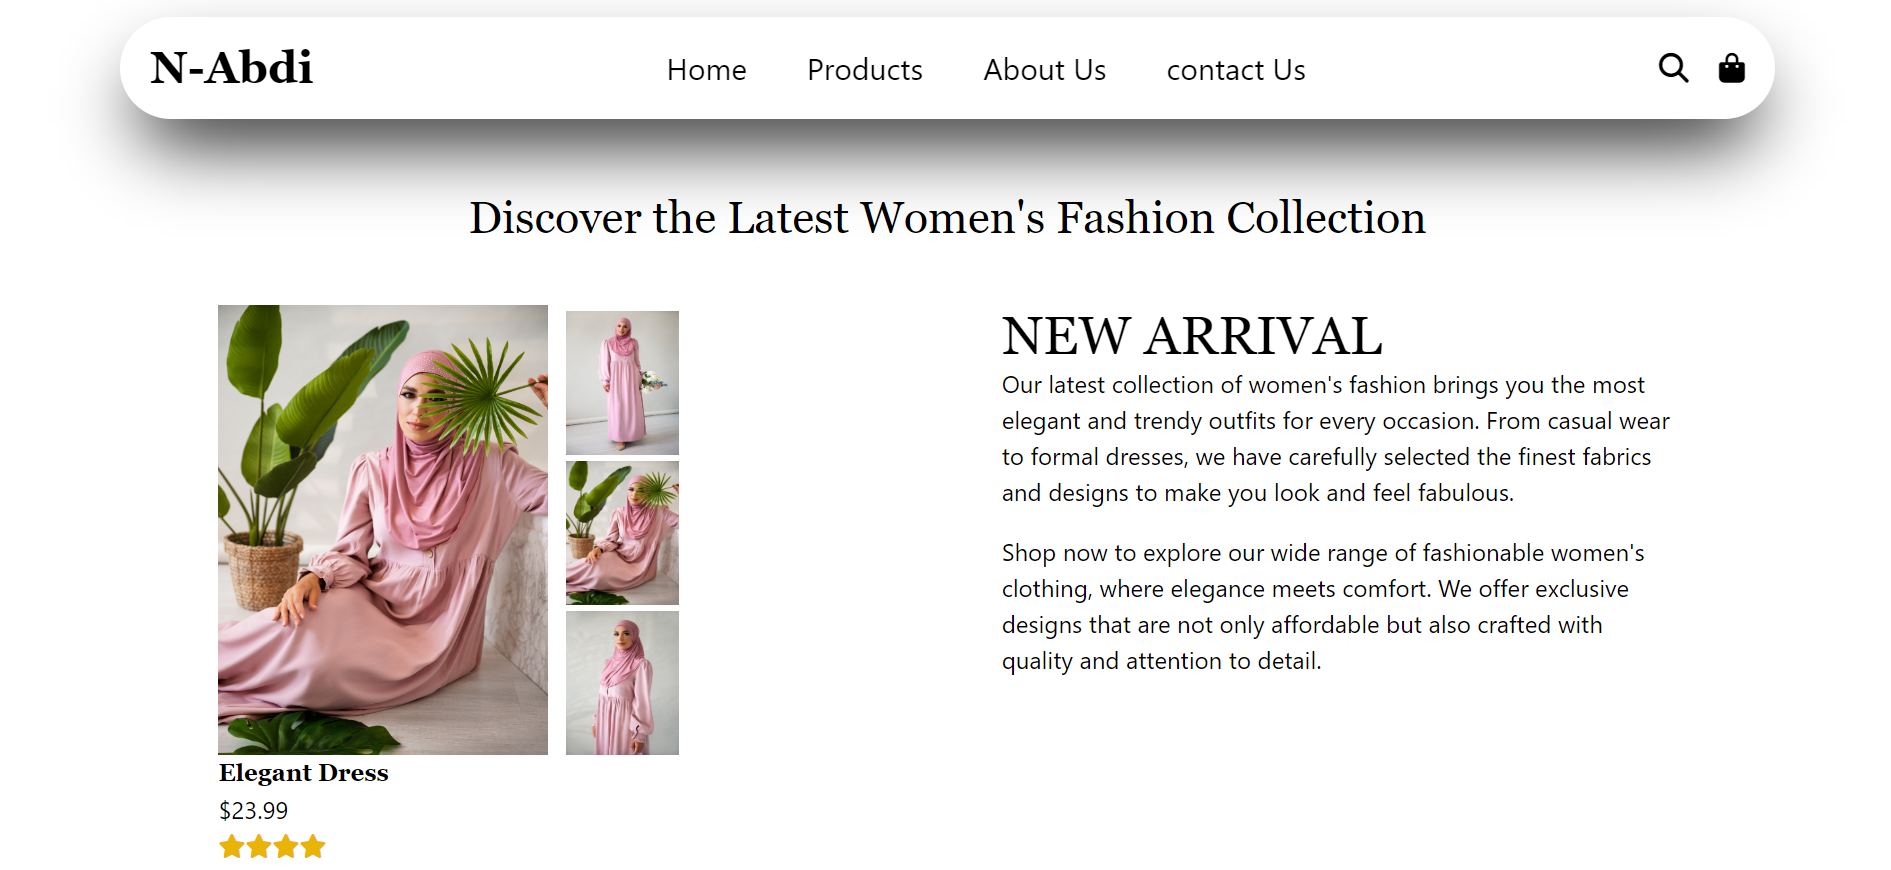 N-Abdi
Home Products About Us contact Us
Discover the Latest Women's Fashion Collection
NEW ARRIVAL
Our latest collection of women's fashion brings you the most
elegant and trendy outfits for every occasion. From casual wear
to formal dresses, we have carefully selected the finest fabrics
and designs to make you look and feel fabulous.
Shop now to explore our wide range of fashionable women's
clothing, where elegance meets comfort. We offer exclusive
designs that are not only affordable but also crafted with
quality and attention to detail.
Elegant Dress
$23.99